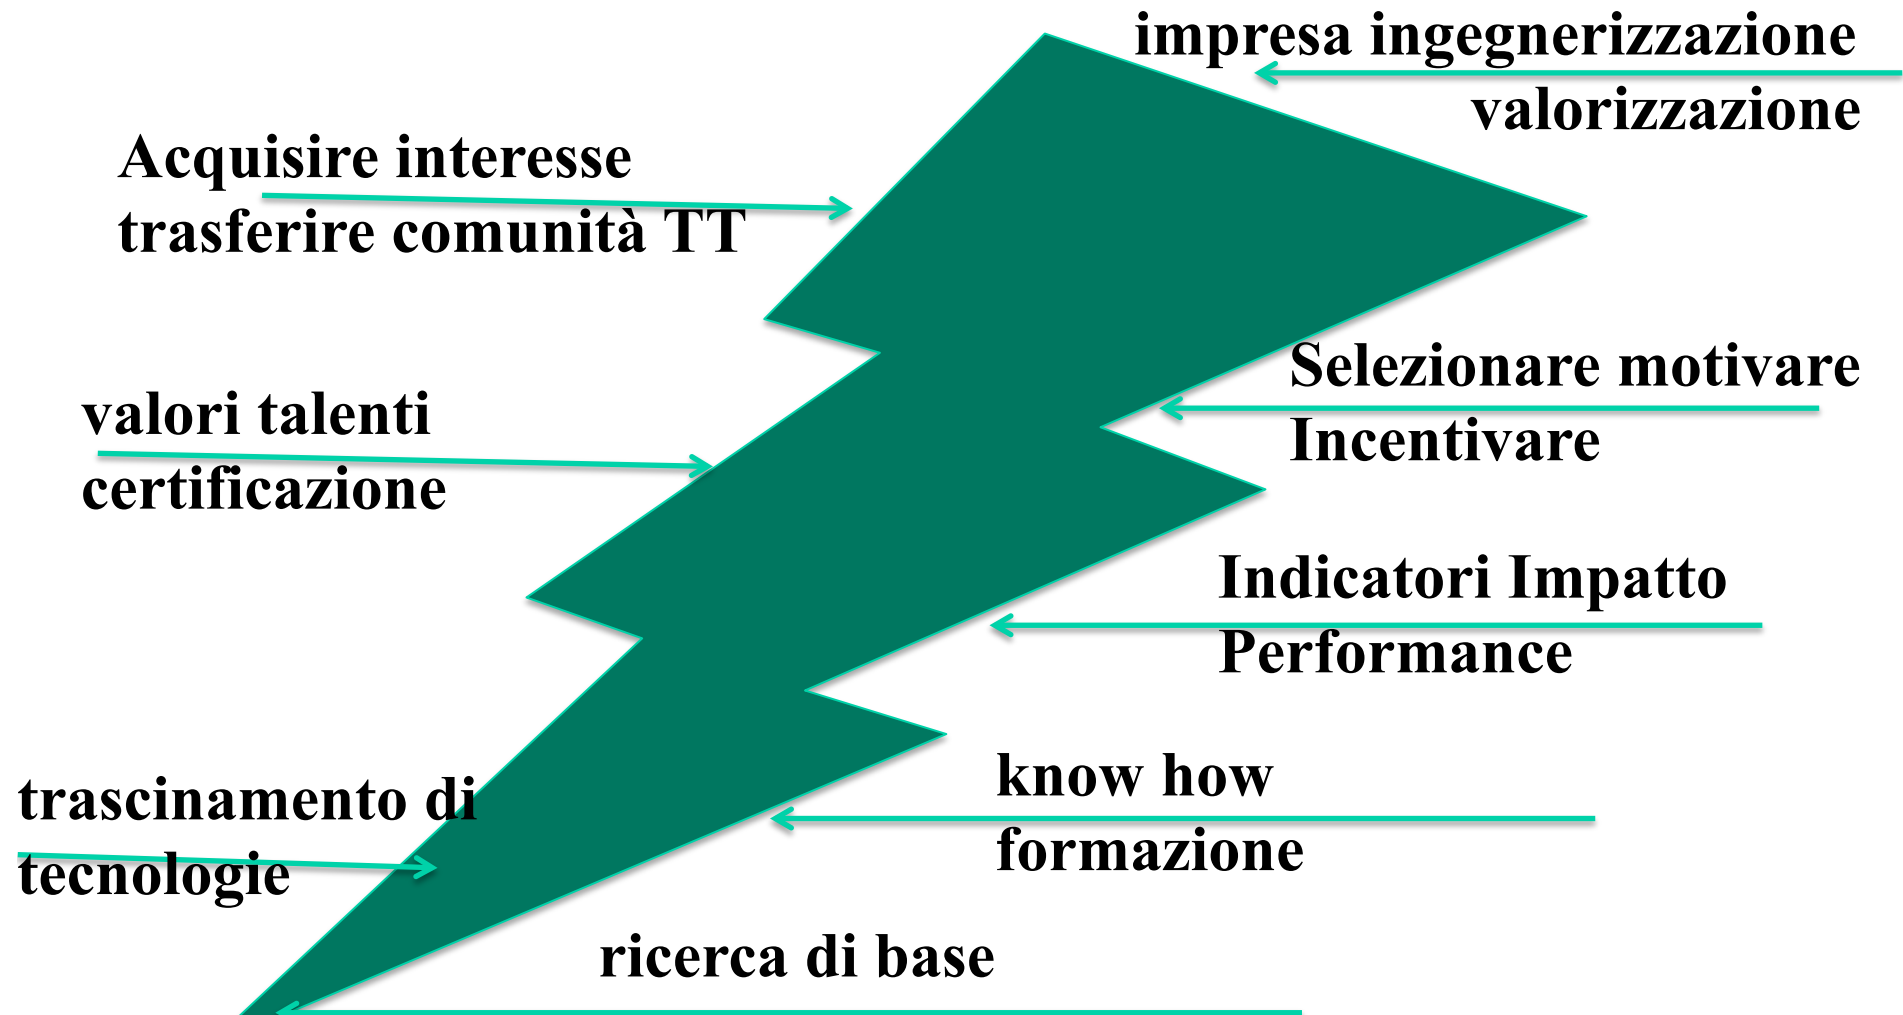 impresa ingegnerizzazione
valorizzazione
Acquisire interesse
trasferire comunità TT
Selezionare motivare
Incentivare
valori talenti
certificazione
Indicatori Impatto
Performance
know how
formazione
trascinamento di
tecnologie
ricerca di base